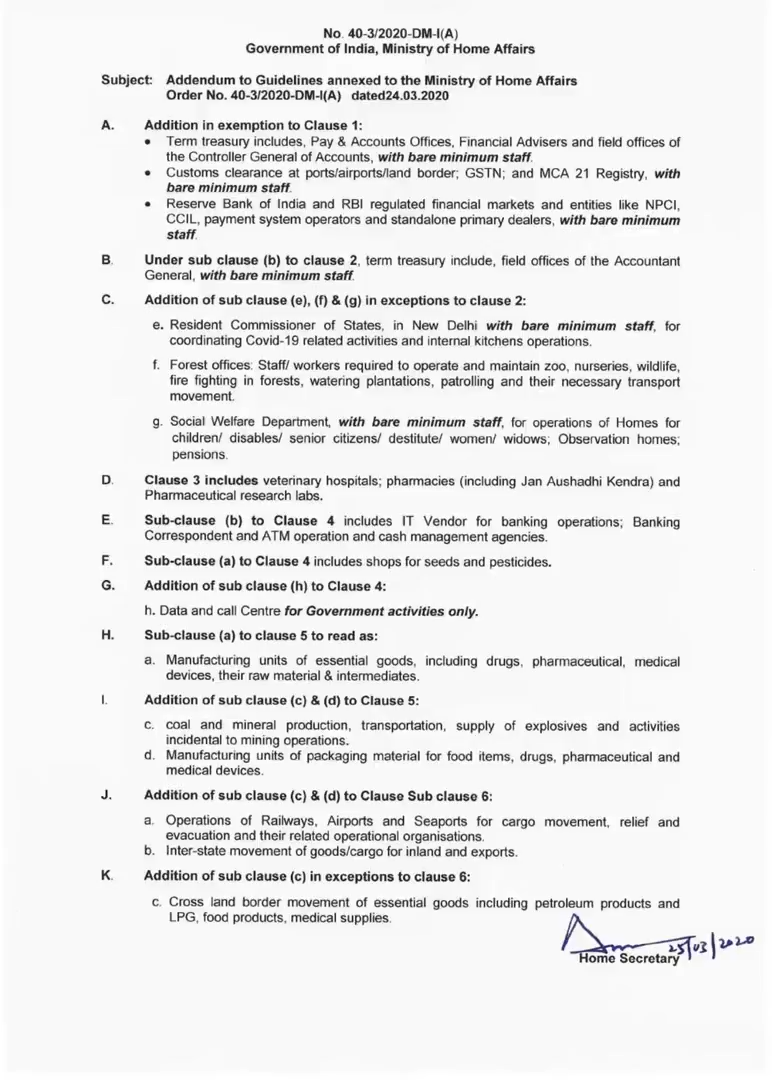 No. 40-3/2020-DM-I(A)
Government of India, Ministry of Home Affairs
Subject: Addendum to Guidelines annexed to the Ministry of Home Affairs
Order No. 40-3/2020-DM-I(A) dated24.03.2020
A. Addition in exemption to Clause 1:
• Term treasury includes, Pay & Accounts Offices, Financial Advisers and field offices of
the Controller General of Accounts, with bare minimum staff.
• Customs clearance at ports/airports/land border; GSTN; and MCA 21 Registry, with
bare minimum staff.
• Reserve Bank of India and RBI regulated financial markets and entities like NPCI,
CCIL, payment system operators and standalone primary dealers, with bare minimum
staff.
B. Under sub clause (b) to clause 2, term treasury include, field offices of the Accountant
General, with bare minimum staff.
C. Addition of sub clause (e), (f) & (g) in exceptions to clause 2:
e. Resident Commissioner of States, in New Delhi with bare minimum staff, for
coordinating Covid-19 related activities and internal kitchens operations.
f. Forest offices: Staff/ workers required to operate and maintain zoo, nurseries, wildlife,
fire fighting in forests, watering plantations, patrolling and their necessary transport
movement.
g. Social Welfare Department, with bare minimum staff, for operations of Homes for
children/ disables/ senior citizens/ destitute/ women/ widows; Observation homes;
pensions.
D. Clause 3 includes veterinary hospitals; pharmacies (including Jan Aushadhi Kendra) and
Pharmaceutical research labs.
E. Sub-clause (b) to Clause 4 includes IT Vendor for banking operations; Banking
Correspondent and ATM operation and cash management agencies.
F. Sub-clause (a) to Clause 4 includes shops for seeds and pesticides.
G. Addition of sub clause (h) to Clause 4:
h. Data and call Centre for Government activities only.
H. Sub-clause (a) to clause 5 to read as:
a. Manufacturing units of essential goods, including drugs, pharmaceutical, medical
devices, their raw material & intermediates.
I. Addition of sub clause (c) & (d) to Clause 5:
c. coal and mineral production, transportation, supply of explosives and activities
incidental to mining operations.
d. Manufacturing units of packaging material for food items, drugs, pharmaceutical and
medical devices.
J. Addition of sub clause (c) & (d) to Clause Sub clause 6:
a. Operations of Railways, Airports and Seaports for cargo movement, relief and
evacuation and their related operational organisations.
b. Inter-state movement of goods/cargo for inland and exports.
K. Addition of sub clause (c) in exceptions to clause 6:
c. Cross land border movement of essential goods including petroleum products and
LPG, food products, medical supplies.
25/03/2020
Home Secretary